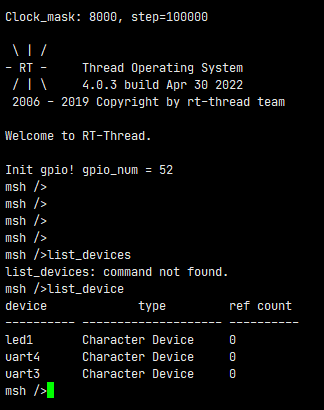 Clock_mask: 8000, step=100000
 \ | /
- RT -     Thread Operating System
 / | \     4.0.3 build Apr 30 2022
 2006 - 2019 Copyright by rt-thread team
Welcome to RT-Thread.
Init gpio! gpio_num = 52
msh />
msh />
msh />
msh />
msh />list_devices
list_devices: command not found.
msh />list_device
device           type         ref count
---------- -------------------- ----------
led1       Character Device     0
uart4      Character Device     0
uart3      Character Device     0
msh />